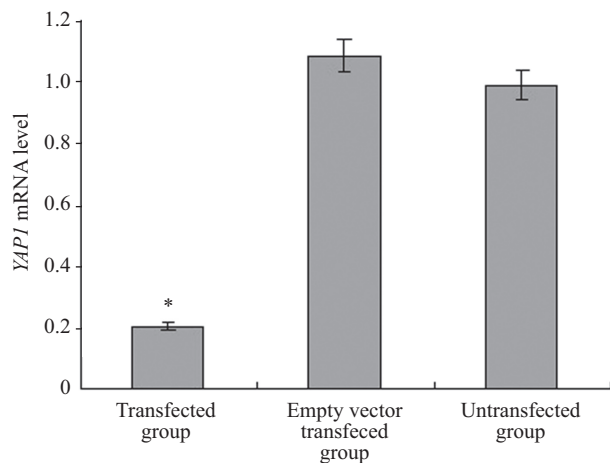 1.2
1.0
0.8
0.6
0.4
0.2
0
YAP1 mRNA level
*
Transfected
group
Empty vector
transfeced
group
Untransfected
group